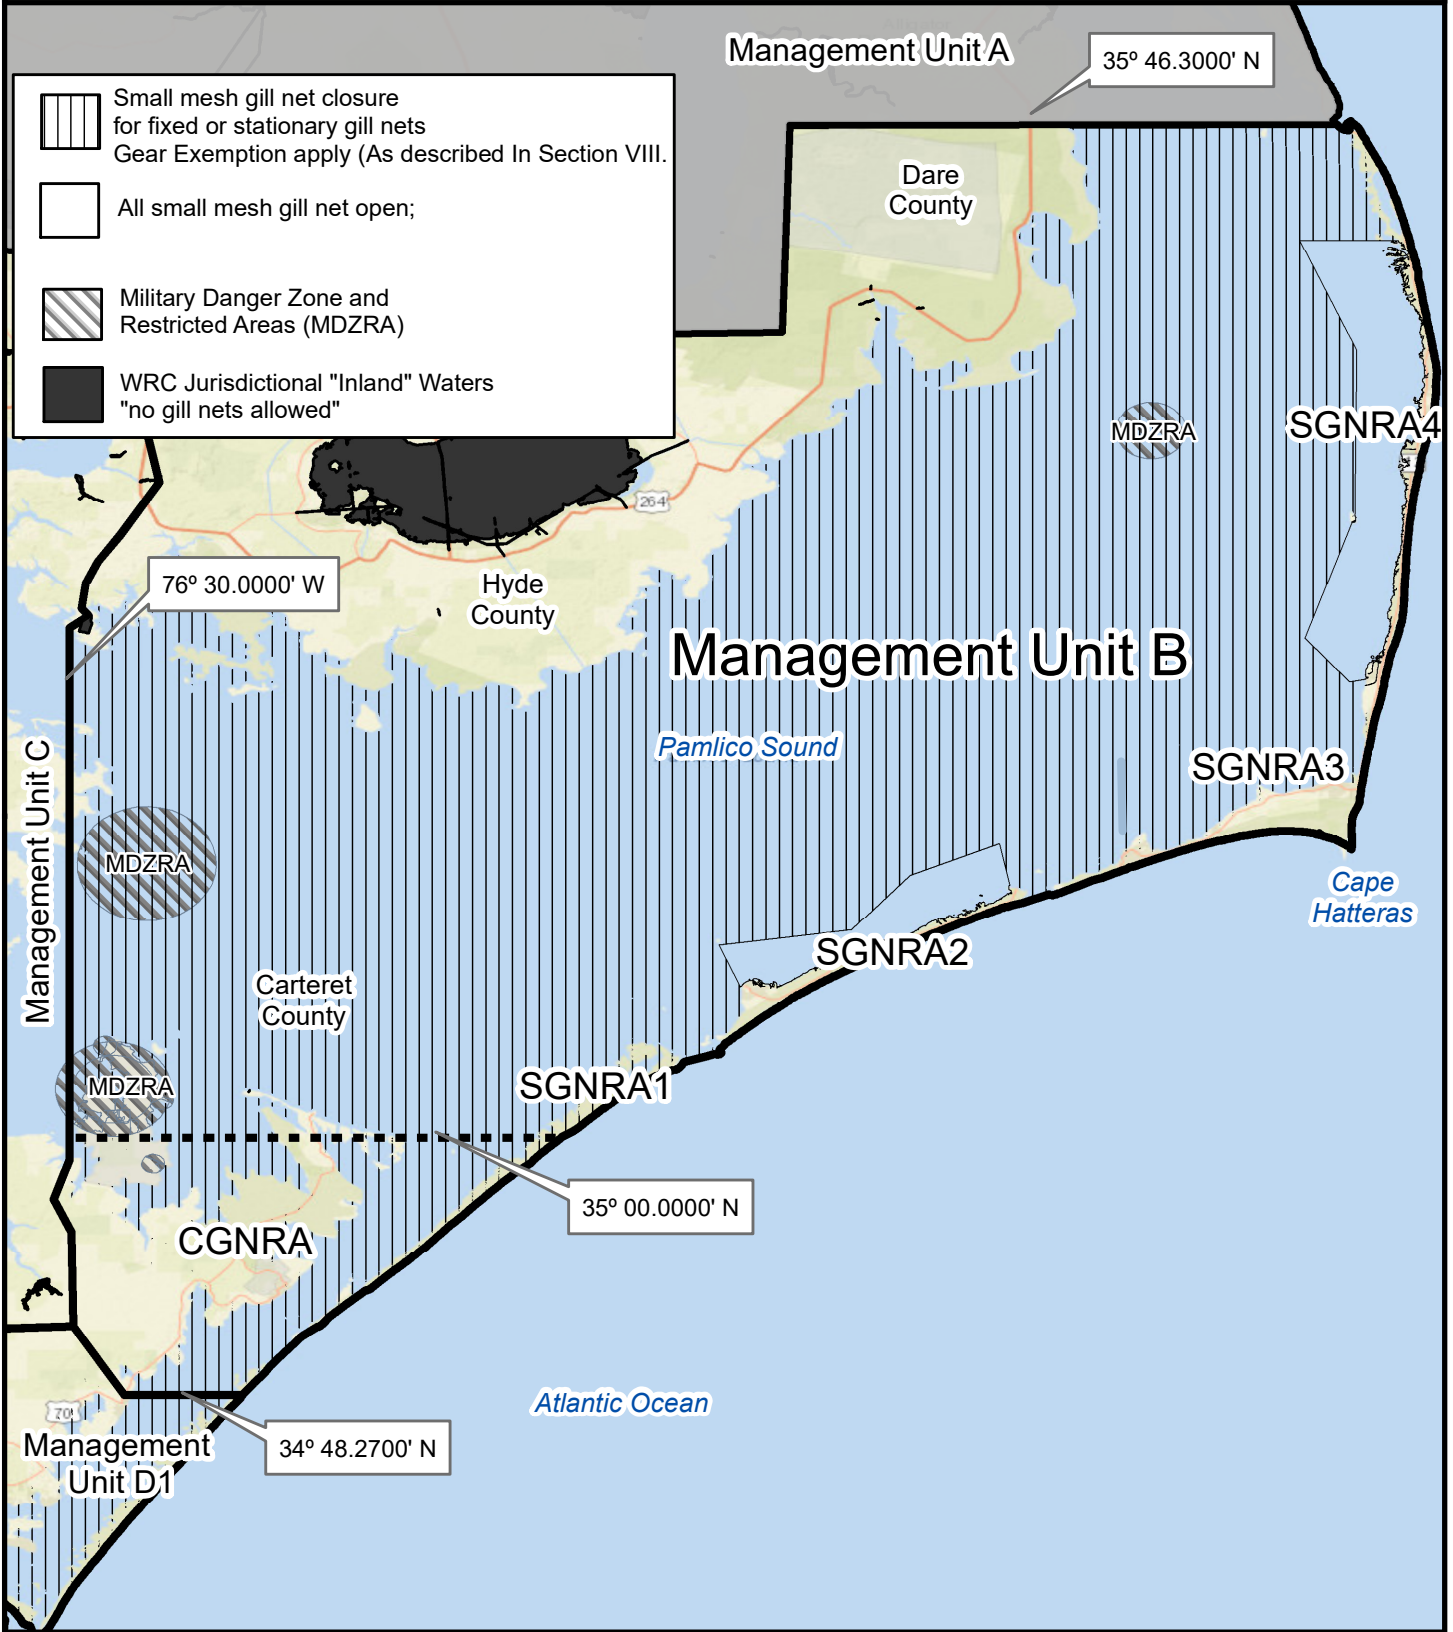 Management Unit A
35º 46.3000' N
Small mesh gill net closure
for fixed or stationary gill nets
Gear Exemption apply (As described In Section VIII.
All small mesh gill net open;
Military Danger Zone and
Restricted Areas (MDZRA)
WRC Jurisdictional "Inland" Waters
"no gill nets allowed"
Dare
County
MDZRA
SGNRA4
264
76º 30.0000' W
Hyde
County
Management Unit B
Pamlico Sound
SGNRA3
Management Unit C
MDZRA
Cape
Hatteras
SGNRA2
Carteret
County
MDZRA
SGNRA1
35º 00.0000' N
CGNRA
Atlantic Ocean
70
Management
Unit D1
34º 48.2700' N